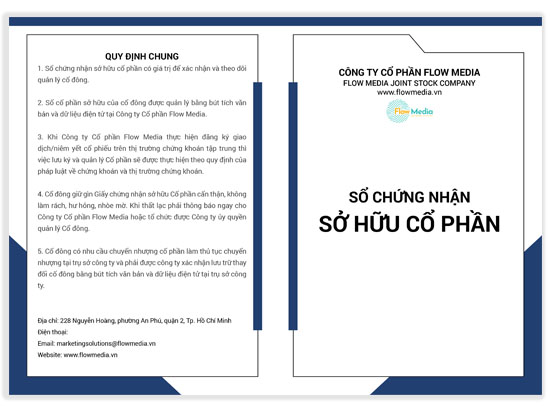 QUY ĐỊNH CHUNG
1. Sổ chứng nhận sở hữu cổ phần có giá trị để xác nhận và theo dõi
quản lý cổ đông.
2. Số cổ phần sở hữu của cổ đông được quản lý bằng bút tích văn
bản và dữ liệu điện tử tại Công ty Cổ phần Flow Media.
3. Khi Công ty Cổ phần Flow Media thực hiện đăng ký giao
dịch/niêm yết cổ phiếu trên thị trường chứng khoán tập trung thì
việc lưu ký và quản lý Cổ phần sẽ được thực hiện theo quy định của
pháp luật về chứng khoán và thị trường chứng khoán.
4. Cổ đông giữ gìn Giấy chứng nhận sở hữu Cổ phần cẩn thận, không
làm rách, hư hỏng, nhòe mờ. Khi thất lạc phải thông báo ngay cho
Công ty Cổ phần Flow Media hoặc tổ chức được Công ty ủy quyền
quản lý Cổ đông.
5. Cổ đông có nhu cầu chuyển nhượng cổ phần làm thủ tục chuyển
nhượng tại trụ sở công ty và phải được công ty xác nhận lưu trữ thay
đổi cổ đông bằng bút tích văn bản và dữ liệu điện tử tại trụ sở công
ty.
Địa chỉ: 228 Nguyễn Hoàng, phường An Phú, quận 2, Tp. Hồ Chí Minh
Điện thoại:
Email: marketingsolutions@flowmedia.vn
Website: www.flowmedia.vn
CÔNG TY CỔ PHẦN FLOW MEDIA
FLOW MEDIA JOINT STOCK COMPANY
www.flowmedia.vn
Flow Media
SỔ CHỨNG NHẬN
SỞ HỮU CỔ PHẦN